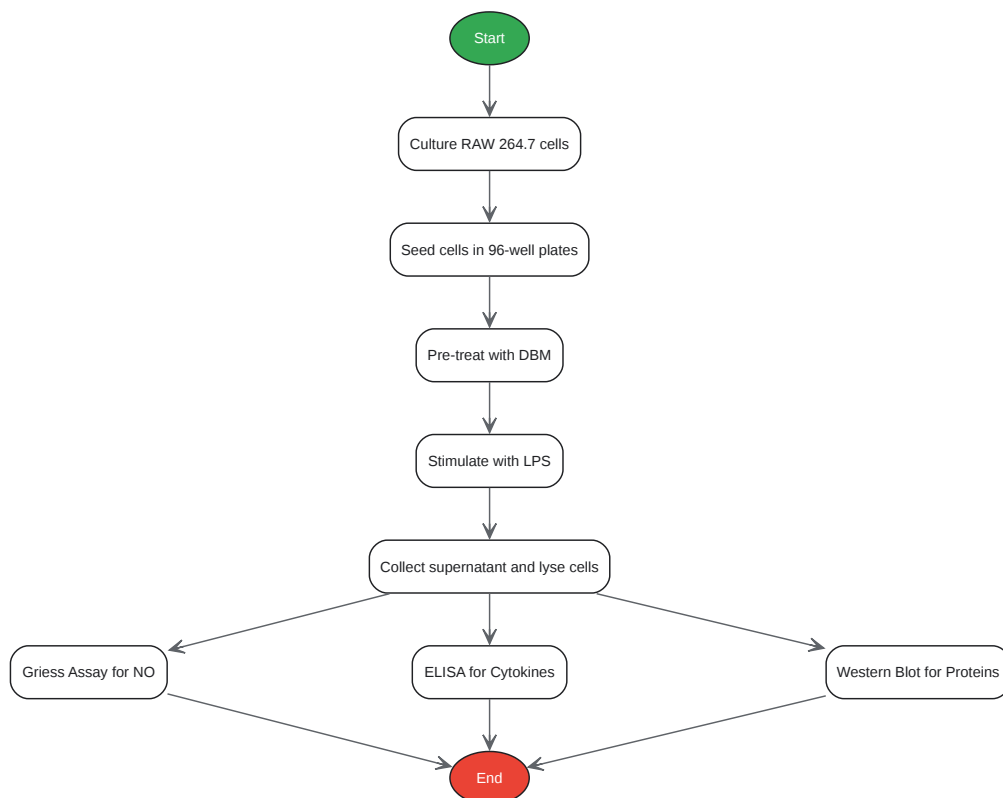 Start
Culture RAW 264.7 cells
Seed cells in 96-well plates
Pre-treat with DBM
Stimulate with LPS
Collect supernatant and lyse cells
Griess Assay for NO
ELISA for Cytokines
Western Blot for Proteins
End